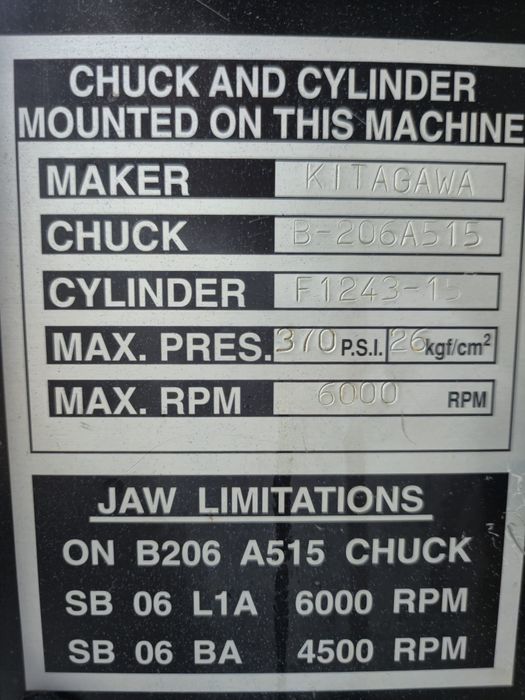 CHUCK AND CYLINDER
MOUNTED ON THIS MACHINE
MAKER KITAGAWA
CHUCK B-206A515
CYLINDER F1243-15
MAX. PRES. 370 P.S.I. 26 kgf/cm²
MAX. RPM 6000 RPM
JAW LIMITATIONS
ON B206 A515 CHUCK
SB 06 L1A 6000 RPM
SB 06 BA 4500 RPM